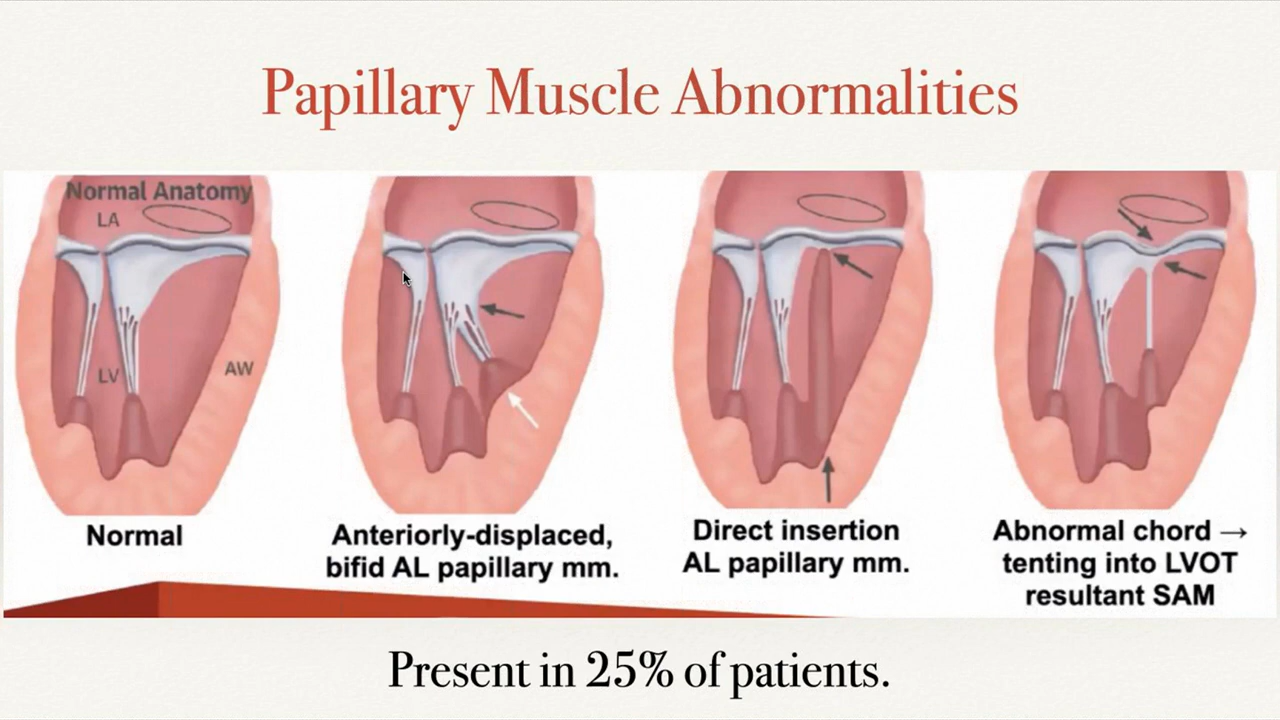 Papillary Muscle Abnormalities
Normal Anatomy
LA
LV
AW
Normal
Anteriorly-displaced,
bifid AL papillary mm.
Direct insertion
AL papillary mm.
Abnormal chord →
tenting into LVOT
resultant SAM
Present in 25% of patients.